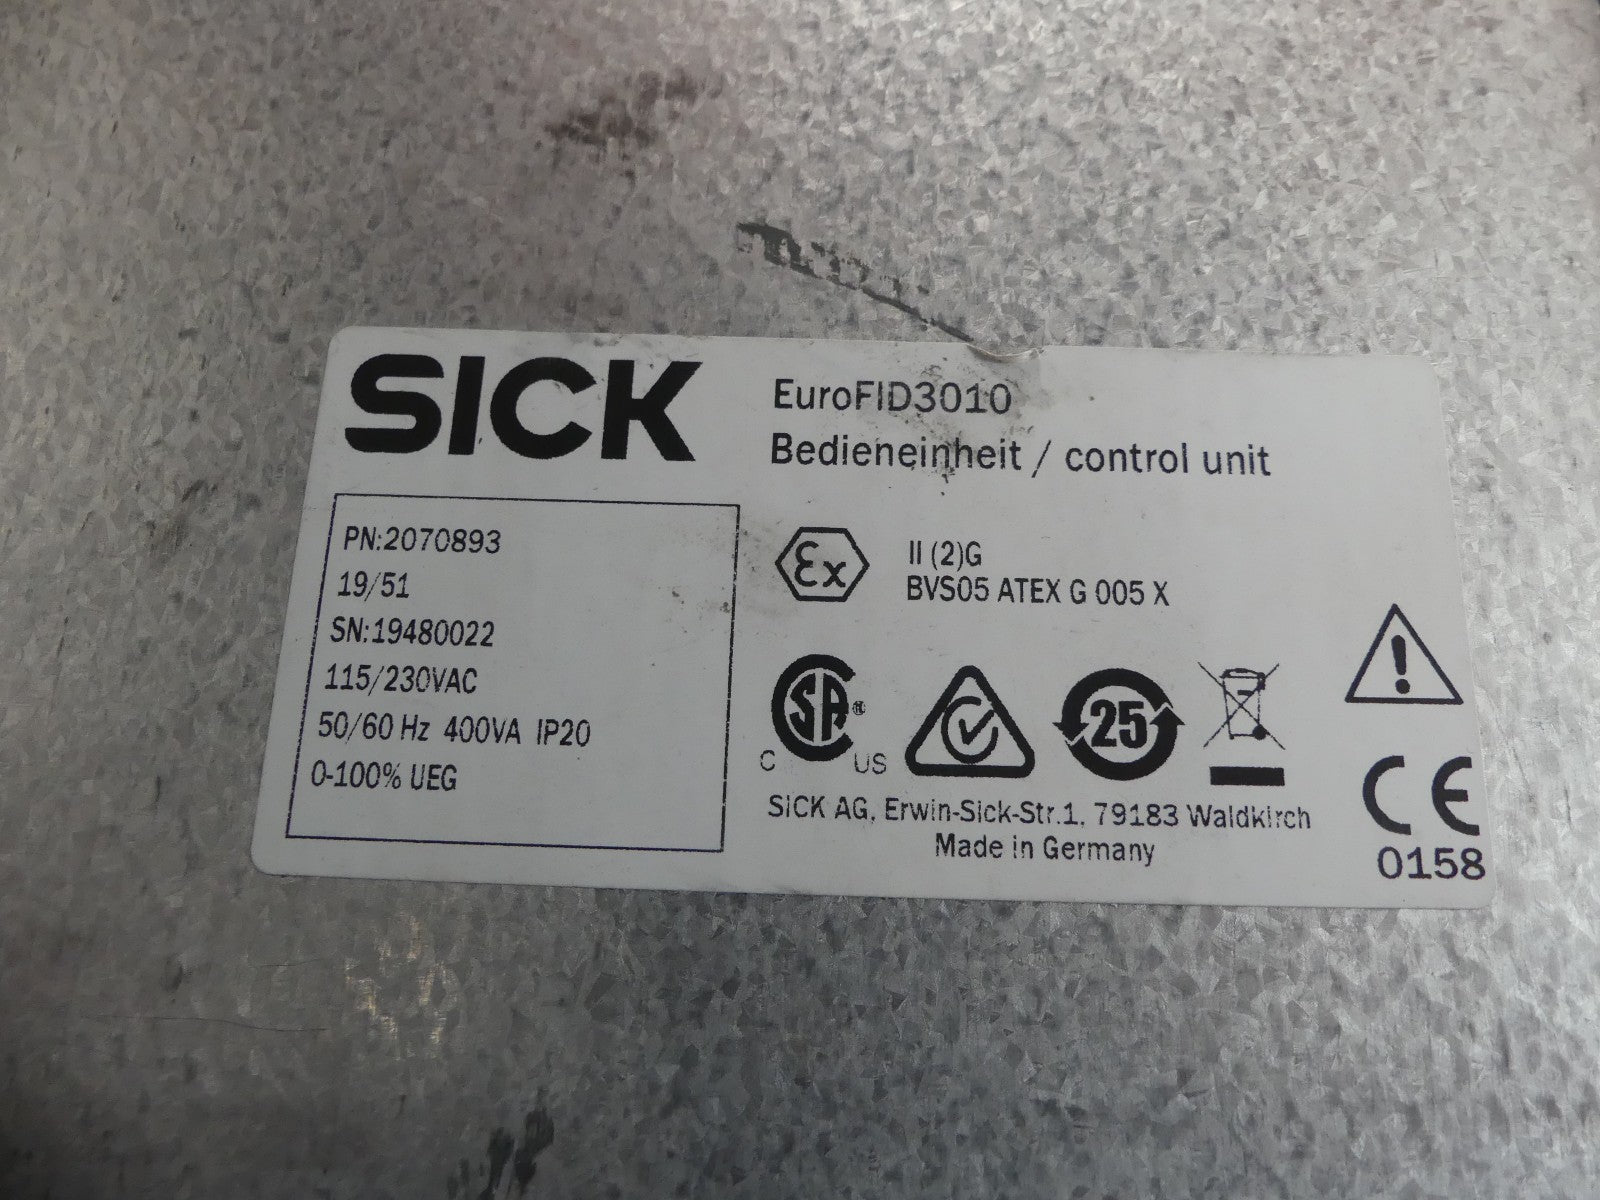 SICK
EuroFID3010
Bedieneinheit / control unit
PN:2070893
19/51
SN:19480022
115/230VAC
50/60 Hz 400VA IP20
0-100% UEG
Ex
II (2)G
BVS05 ATEX G 005 X
SA ®
C US
25
!
SICK AG, Erwin-Sick-Str.1, 79183 Waldkirch
Made in Germany
CE
0158